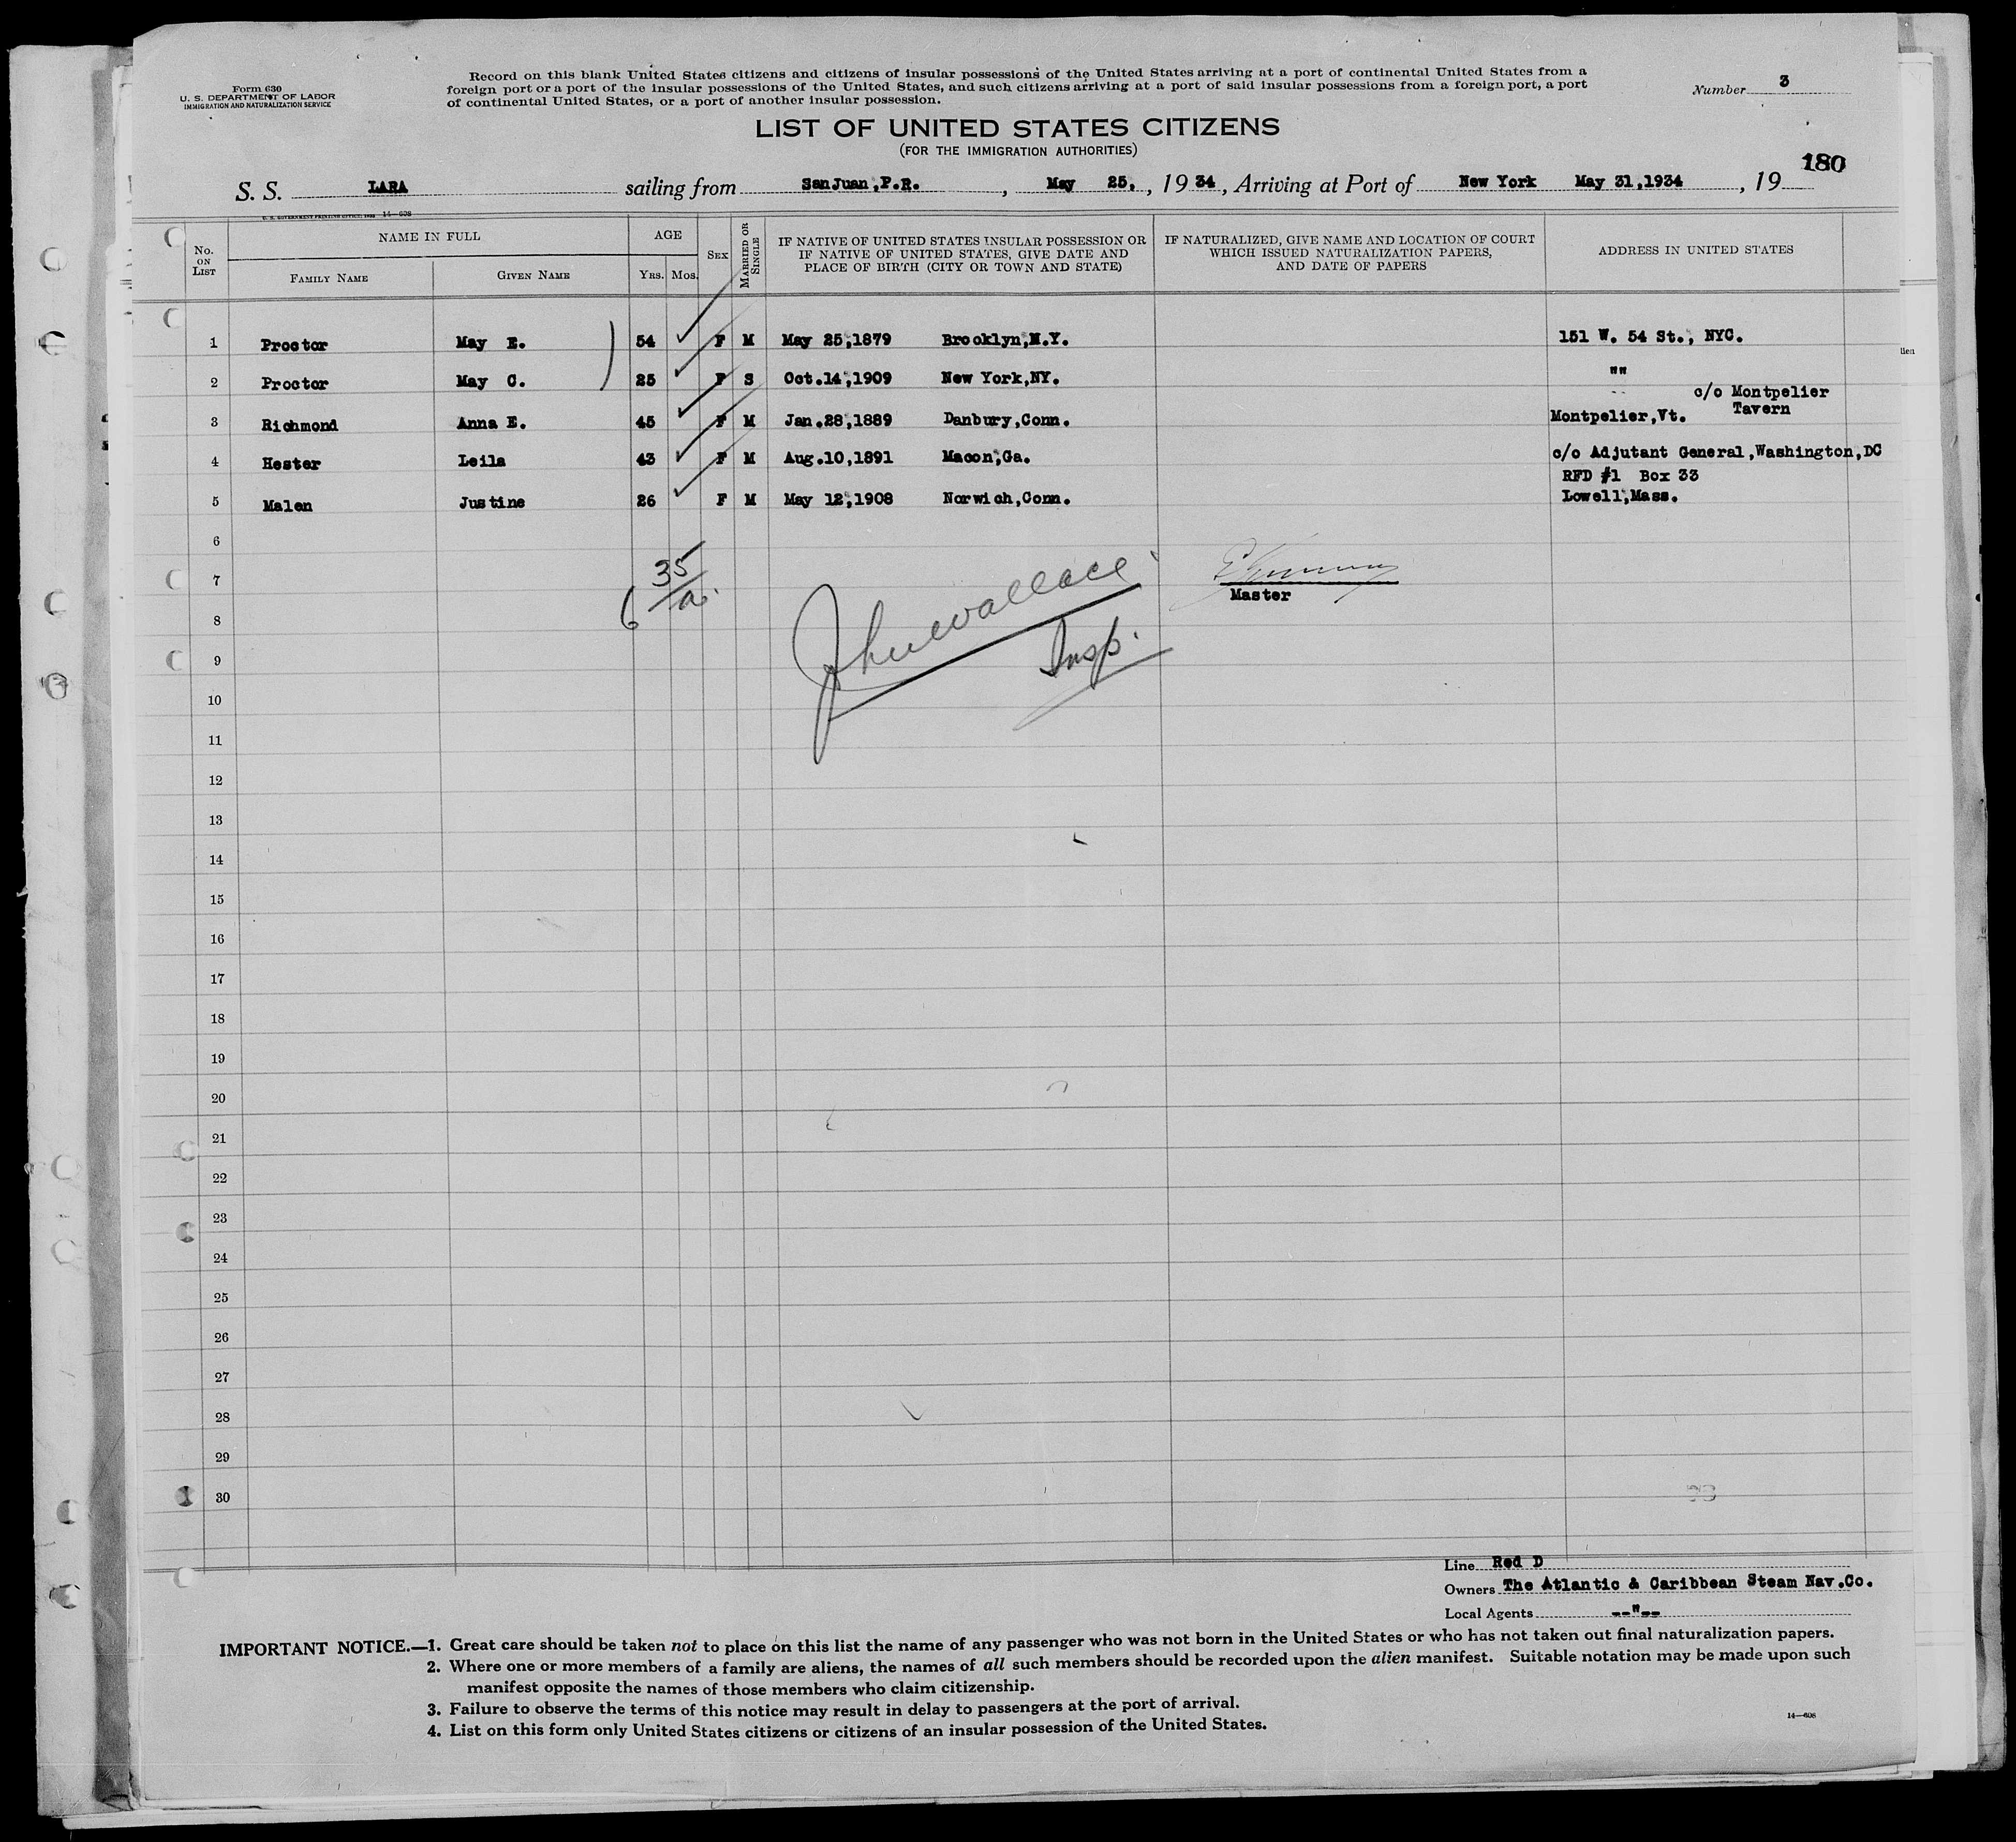 Form 630
U. S. DEPARTMENT OF LABOR
IMMIGRATION AND NATURALIZATION SERVICE
Record on this blank United States citizens and citizens of insular possessions of the United States arriving at a port of continental United States from a
foreign port or a port of the insular possessions of the United States, and such citizens arriving at a port of said insular possessions from a foreign port, a port
of continental United States, or a port of another insular possession.
Number 3
LIST OF UNITED STATES CITIZENS
(FOR THE IMMIGRATION AUTHORITIES)
180
S. S. LARA sailing from San Juan, P.R. , May 25, , 1934, Arriving at Port of New York May 31,1934 , 19
U. S. GOVERNMENT PRINTING OFFICE: 14—608
No. ON LIST
NAME IN FULL
FAMILY NAME GIVEN NAME
AGE
YRS. MOS.
SEX
MARRIED OR SINGLE
IF NATIVE OF UNITED STATES INSULAR POSSESSION OR
IF NATIVE OF UNITED STATES, GIVE DATE AND
PLACE OF BIRTH (CITY OR TOWN AND STATE)
IF NATURALIZED, GIVE NAME AND LOCATION OF COURT
WHICH ISSUED NATURALIZATION PAPERS,
AND DATE OF PAPERS
ADDRESS IN UNITED STATES
1 Proctor May E. 54 F M May 25,1879 Brooklyn,N.Y. 151 W. 54 St., NYC.
2 Proctor May C. 25 F S Oct.14,1909 New York,NY. ""
c/o Montpelier
Tavern
3 Richmond Anna E. 45 F M Jan.28,1889 Danbury,Conn. Montpelier,Vt.
4 Hester Leila 43 F M Aug.10,1891 Macon,Ga. c/o Adjutant General,Washington,DC
RFD #1 Box 33
5 Malen Justine 26 F M May 12,1908 Norwich,Conn. Lowell,Mass.
6
7
8
35
6
John Wallace
Insp.
Master
9
10
11
12
13
14
15
16
17
18
19
20
21
22
23
24
25
26
27
28
29
30
Line Red D
Owners The Atlantic & Caribbean Steam Nav.Co.
Local Agents --"--
IMPORTANT NOTICE.—1. Great care should be taken not to place on this list the name of any passenger who was not born in the United States or who has not taken out final naturalization papers.
2. Where one or more members of a family are aliens, the names of all such members should be recorded upon the alien manifest. Suitable notation may be made upon such
manifest opposite the names of those members who claim citizenship.
3. Failure to observe the terms of this notice may result in delay to passengers at the port of arrival.
4. List on this form only United States citizens or citizens of an insular possession of the United States.
14—608